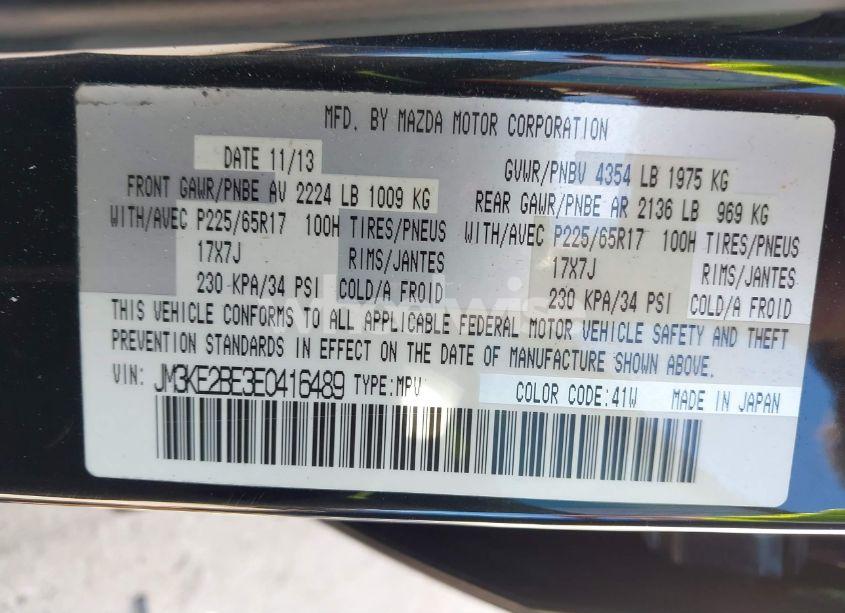 MFD. BY MAZDA MOTOR CORPORATION
DATE 11/13
GVWR/PNBV 4354 LB 1975 KG
FRONT GAWR/PNBE AV 2224 LB 1009 KG
REAR GAWR/PNBE AR 2136 LB 969 KG
WITH/AVEC P225/65R17 100H TIRES/PNEUS
WITH/AVEC P225/65R17 100H TIRES/PNEUS
17X7J RIMS/JANTES
17X7J RIMS/JANTES
230 KPA/34 PSI COLD/A FROID
230 KPA/34 PSI COLD/A FROID
THIS VEHICLE CONFORMS TO ALL APPLICABLE FEDERAL MOTOR VEHICLE SAFETY AND THEFT
PREVENTION STANDARDS IN EFFECT ON THE DATE OF MANUFACTURE SHOWN ABOVE.
VIN: JM3KE2BE3E0416489 TYPE:MPV COLOR CODE:41W MADE IN JAPAN